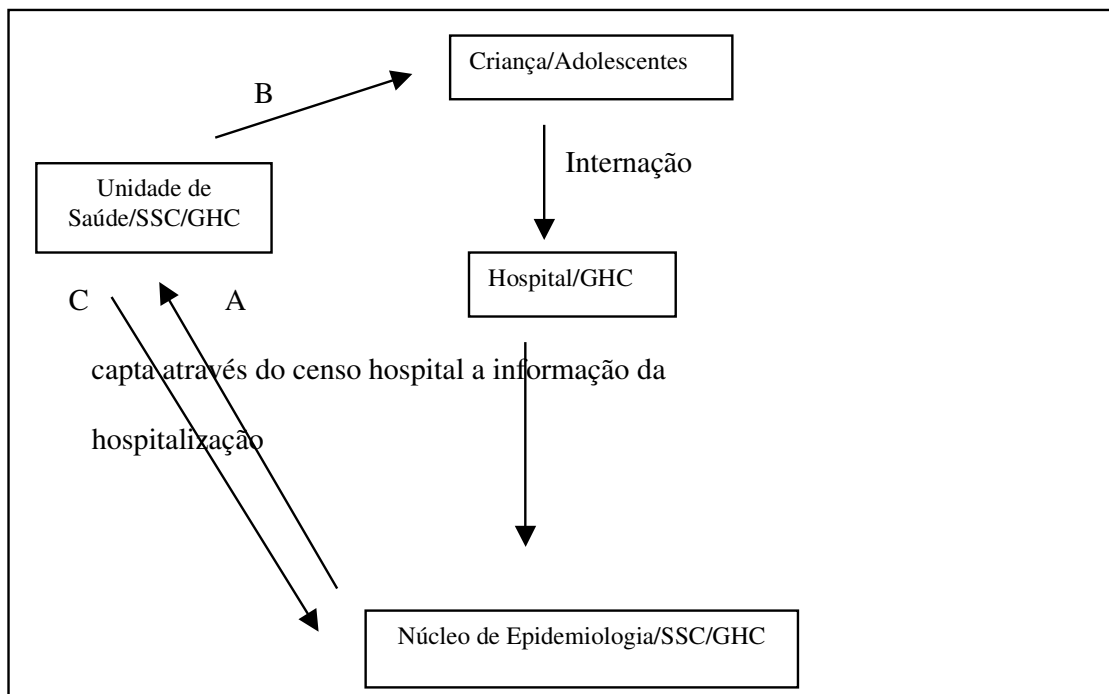 Criança/Adolescentes
B
Internação
Unidade de
Saúde/SSC/GHC
Hospital/GHC
C
A
capta através do censo hospital a informação da
hospitalização
Núcleo de Epidemiologia/SSC/GHC